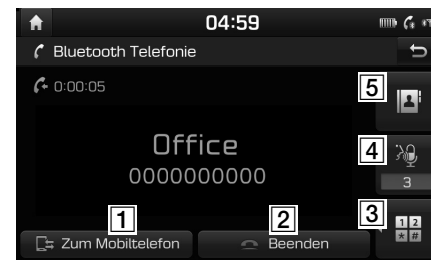 04:59
Bluetooth Telefonie
5
0:00:05
Office
4
0000000000
3
1
2
3
1 2
* #
Zum Mobiltelefon
Beenden